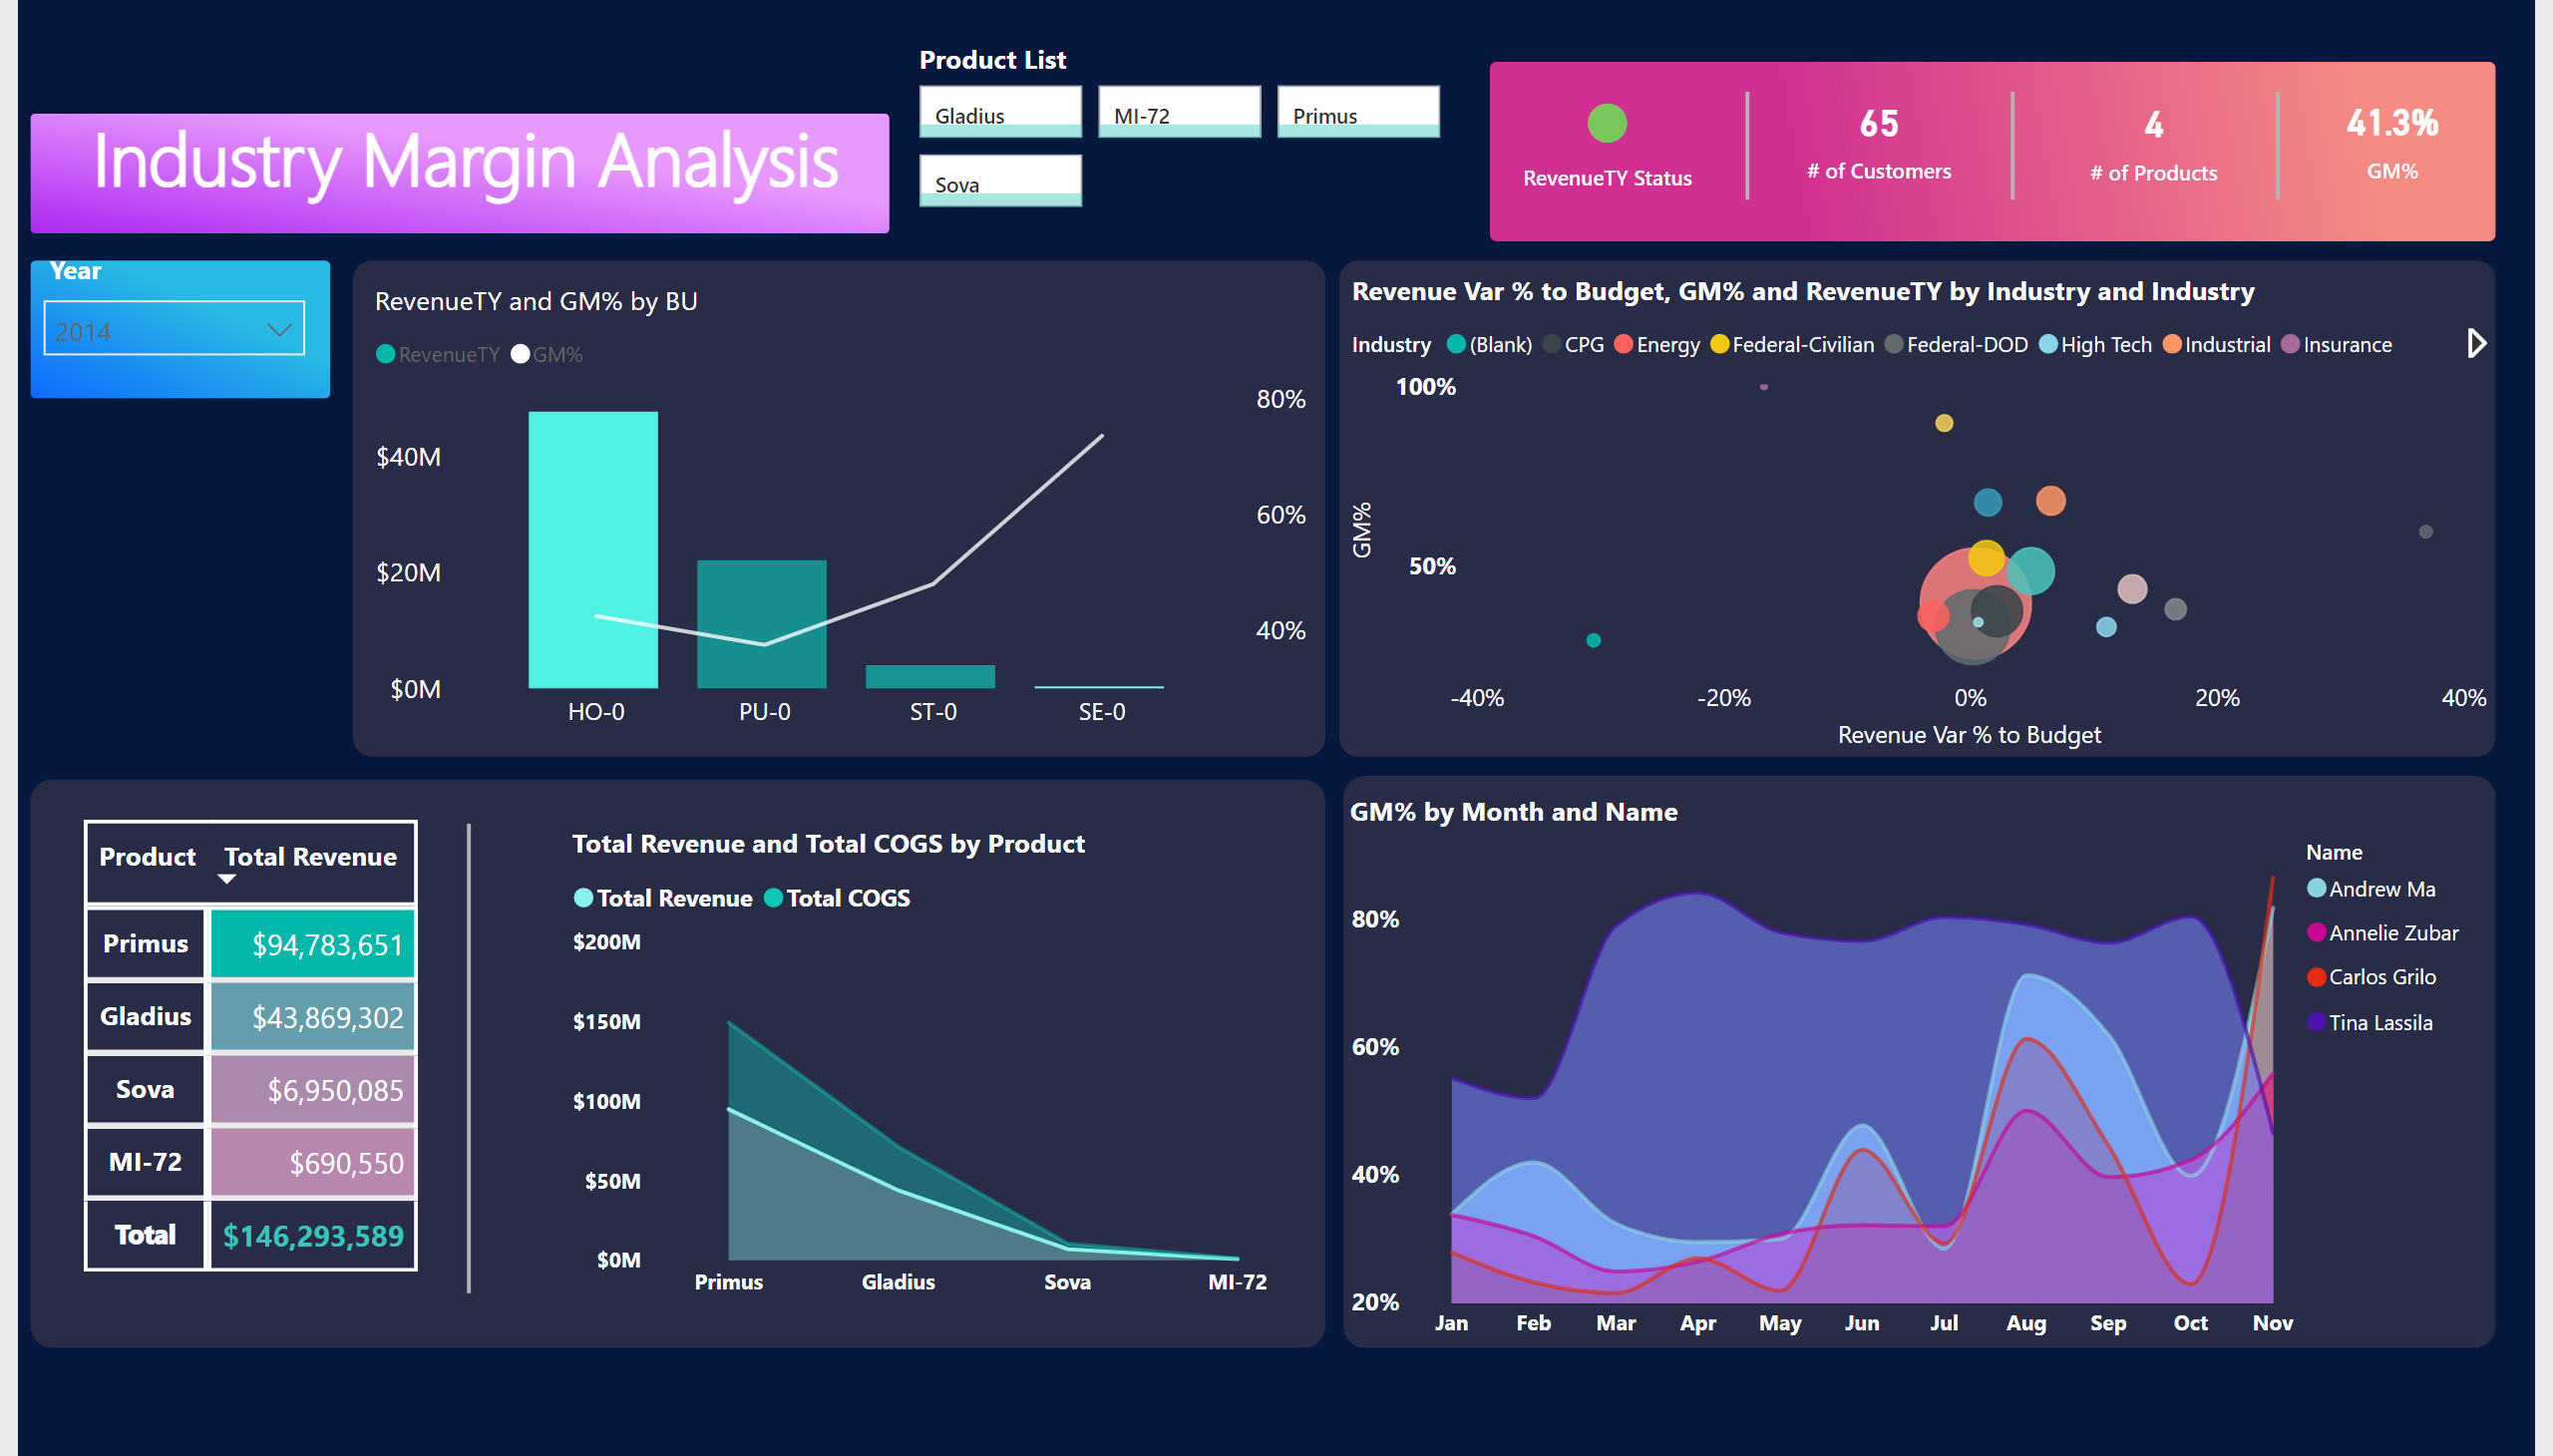 Product List
Gladius
MI-72
Primus
Sova
Industry Margin Analysis
RevenueTY Status
65
# of Customers
4
# of Products
41.3%
GM%
Year
2014
RevenueTY and GM% by BU
RevenueTY GM%
80%
60%
40%
$40M
$20M
$0M
HO-0 PU-0 ST-0 SE-0
Revenue Var % to Budget, GM% and RevenueTY by Industry and Industry
Industry (Blank) CPG Energy Federal-Civilian Federal-DOD High Tech Industrial Insurance
100%
50%
GM%
-40% -20% 0% 20% 40%
Revenue Var % to Budget
Product Total Revenue
Primus $94,783,651
Gladius $43,869,302
Sova $6,950,085
MI-72 $690,550
Total $146,293,589
Total Revenue and Total COGS by Product
Total Revenue Total COGS
$200M
$150M
$100M
$50M
$0M
Primus Gladius Sova MI-72
GM% by Month and Name
80%
60%
40%
20%
Jan Feb Mar Apr May Jun Jul Aug Sep Oct Nov
Name
Andrew Ma
Annelie Zubar
Carlos Grilo
Tina Lassila